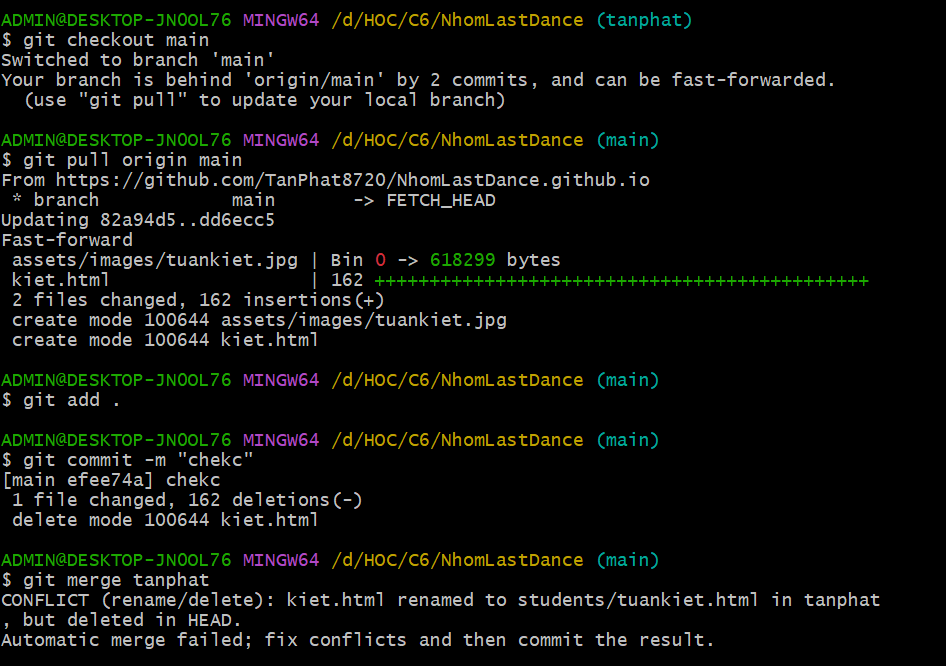 ADMIN@DESKTOP-JNOOL76 MINGW64 /d/HOC/C6/NhomLastDance (tanphat)
$ git checkout main
Switched to branch 'main'
Your branch is behind 'origin/main' by 2 commits, and can be fast-forwarded.
  (use "git pull" to update your local branch)

ADMIN@DESKTOP-JNOOL76 MINGW64 /d/HOC/C6/NhomLastDance (main)
$ git pull origin main
From https://github.com/TanPhat8720/NhomLastDance.github.io
 * branch            main       -> FETCH_HEAD
Updating 82a94d5..dd6ecc5
Fast-forward
 assets/images/tuankiet.jpg | Bin 0 -> 618299 bytes
 kiet.html                  | 162 +++++++++++++++++++++++++++++++++++++++++++++
 2 files changed, 162 insertions(+)
 create mode 100644 assets/images/tuankiet.jpg
 create mode 100644 kiet.html

ADMIN@DESKTOP-JNOOL76 MINGW64 /d/HOC/C6/NhomLastDance (main)
$ git add .

ADMIN@DESKTOP-JNOOL76 MINGW64 /d/HOC/C6/NhomLastDance (main)
$ git commit -m "chekc"
[main efee74a] chekc
 1 file changed, 162 deletions(-)
 delete mode 100644 kiet.html

ADMIN@DESKTOP-JNOOL76 MINGW64 /d/HOC/C6/NhomLastDance (main)
$ git merge tanphat
CONFLICT (rename/delete): kiet.html renamed to students/tuankiet.html in tanphat
, but deleted in HEAD.
Automatic merge failed; fix conflicts and then commit the result.